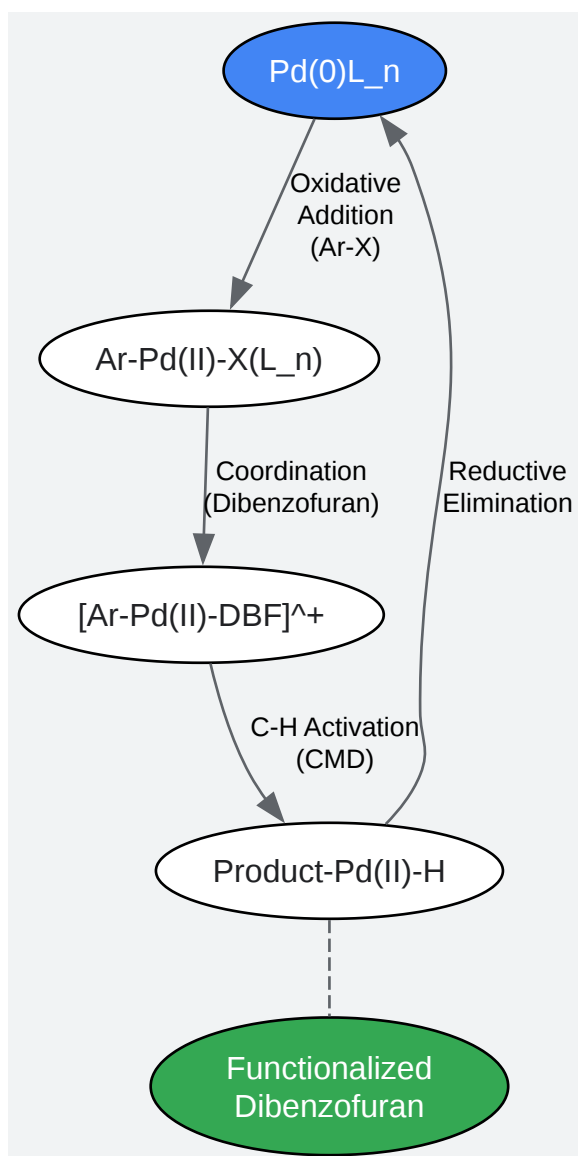 Pd(0)L_n
Oxidative
Addition
(Ar-X)
Ar-Pd(II)-X(L_n)
Coordination
(Dibenzofuran)
Reductive
Elimination
[Ar-Pd(II)-DBF]^+
C-H Activation
(CMD)
Product-Pd(II)-H
Functionalized
Dibenzofuran